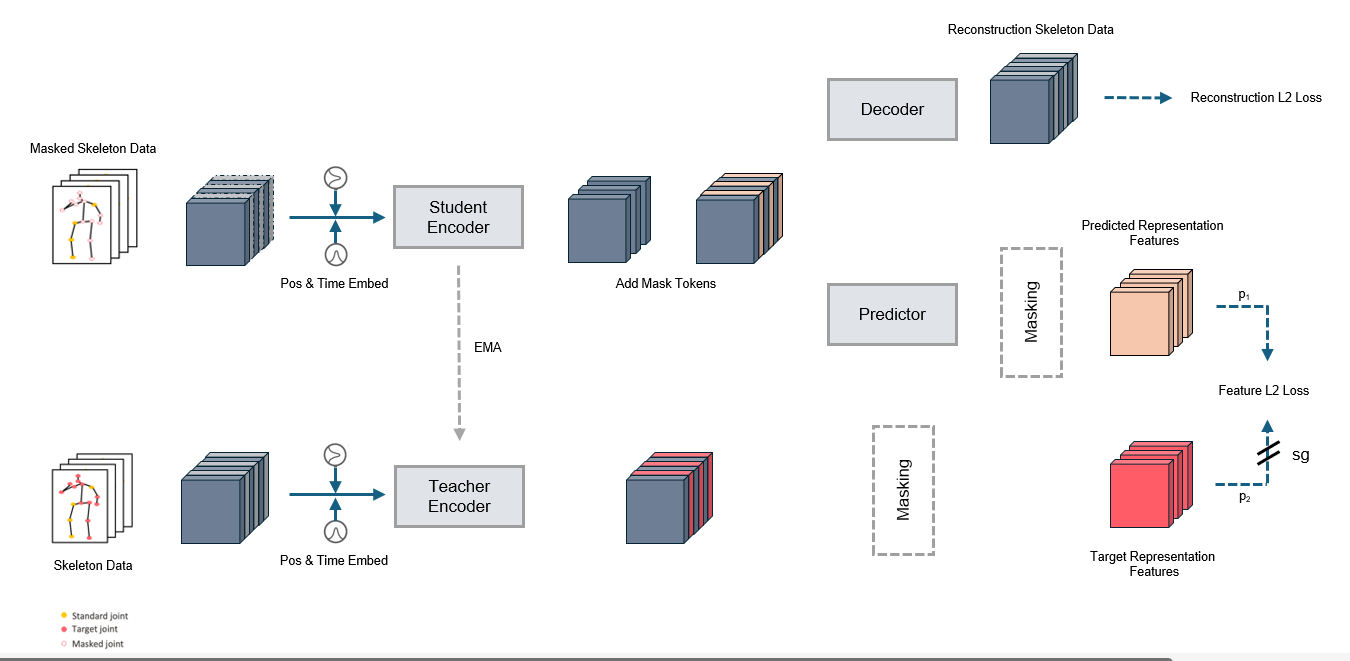 Reconstruction Skeleton Data
Decoder
Reconstruction L2 Loss
Masked Skeleton Data
Student
Encoder
Pos & Time Embed
Add Mask Tokens
Predicted Representation
Features
Predictor
Masking
p₁
EMA
Feature L2 Loss
Skeleton Data
Teacher
Encoder
Pos & Time Embed
Masking
sg
p₂
Target Representation
Features
Standard joint
Target joint
Masked joint